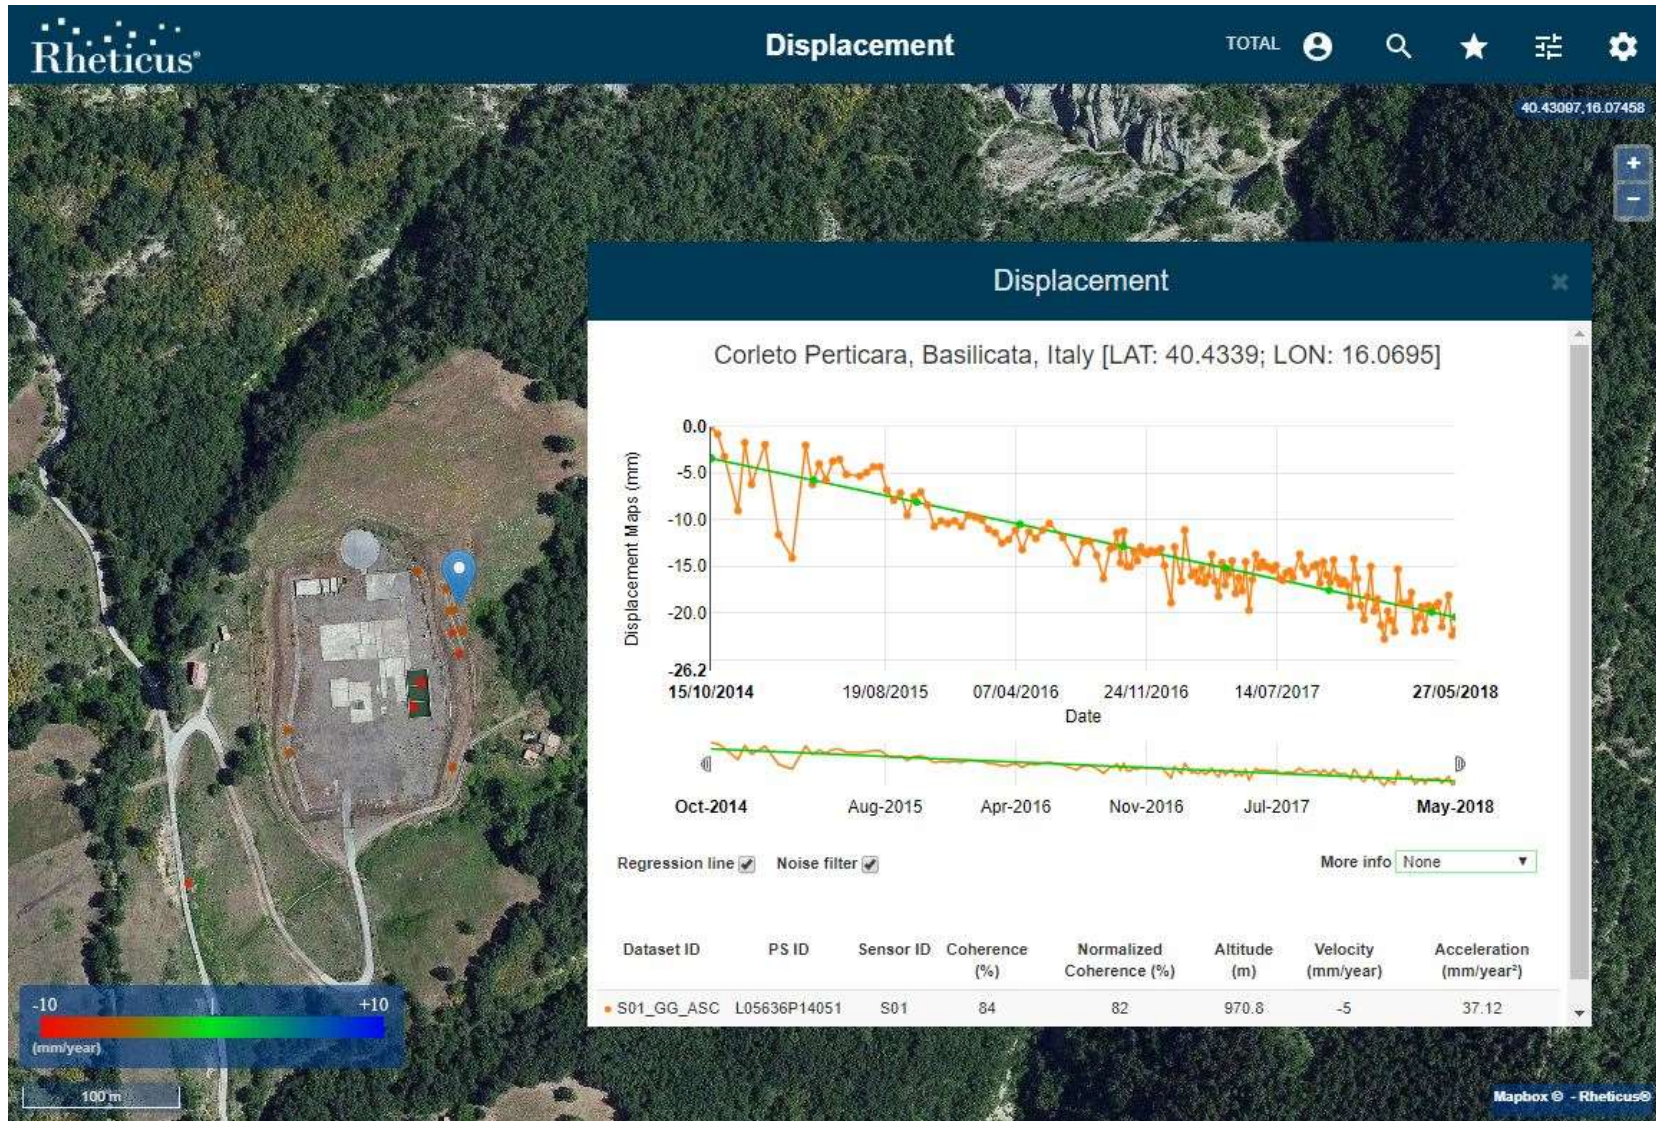 Rheticus®
Displacement
TOTAL
40.43097,16.07458
+
−
Displacement
Corleto Perticara, Basilicata, Italy [LAT: 40.4339; LON: 16.0695]
Displacement Maps (mm)
0.0
-5.0
-10.0
-15.0
-20.0
-26.2
15/10/2014 19/08/2015 07/04/2016 24/11/2016 14/07/2017 27/05/2018
Date
Oct-2014 Aug-2015 Apr-2016 Nov-2016 Jul-2017 May-2018
Regression line Noise filter More info None
Dataset ID PS ID Sensor ID Coherence (%) Normalized Coherence (%) Altitude (m) Velocity (mm/year) Acceleration (mm/year²)
S01_GG_ASC L05636P14051 S01 84 82 970.8 -5 37.12
-10 +10
(mm/year)
100 m
Mapbox © - Rheticus®